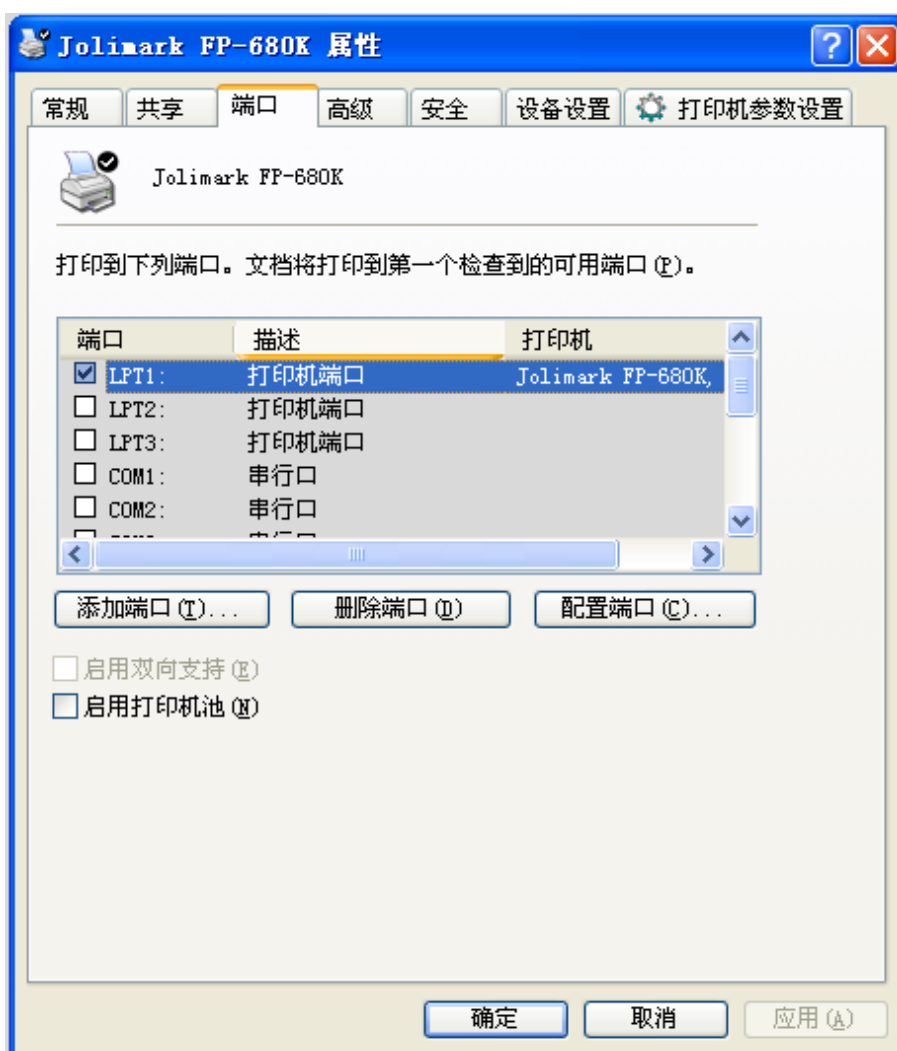 Jolimark FP-680K 属性
常规 共享 端口 高级 安全 设备设置 打印机参数设置
Jolimark FP-680K
打印到下列端口。文档将打印到第一个检查到的可用端口(P)。
端口 描述 打印机
LPT1: 打印机端口 Jolimark FP-680K,
LPT2: 打印机端口
LPT3: 打印机端口
COM1: 串行口
COM2: 串行口
添加端口(T)... 删除端口(D) 配置端口(C)...
启用双向支持(E)
启用打印机池(N)
确定 取消 应用(A)